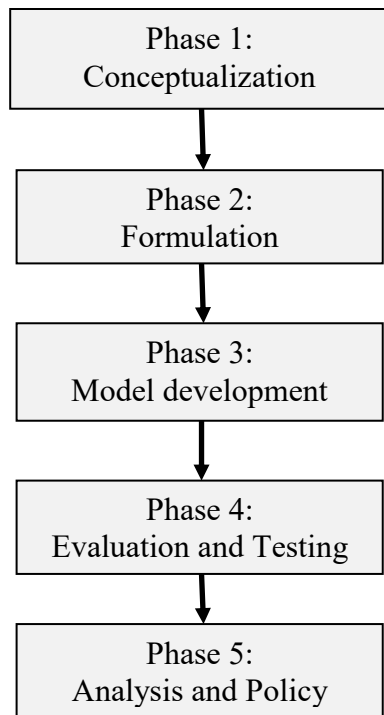 Phase 1:
Conceptualization
Phase 2:
Formulation
Phase 3:
Model development
Phase 4:
Evaluation and Testing
Phase 5:
Analysis and Policy